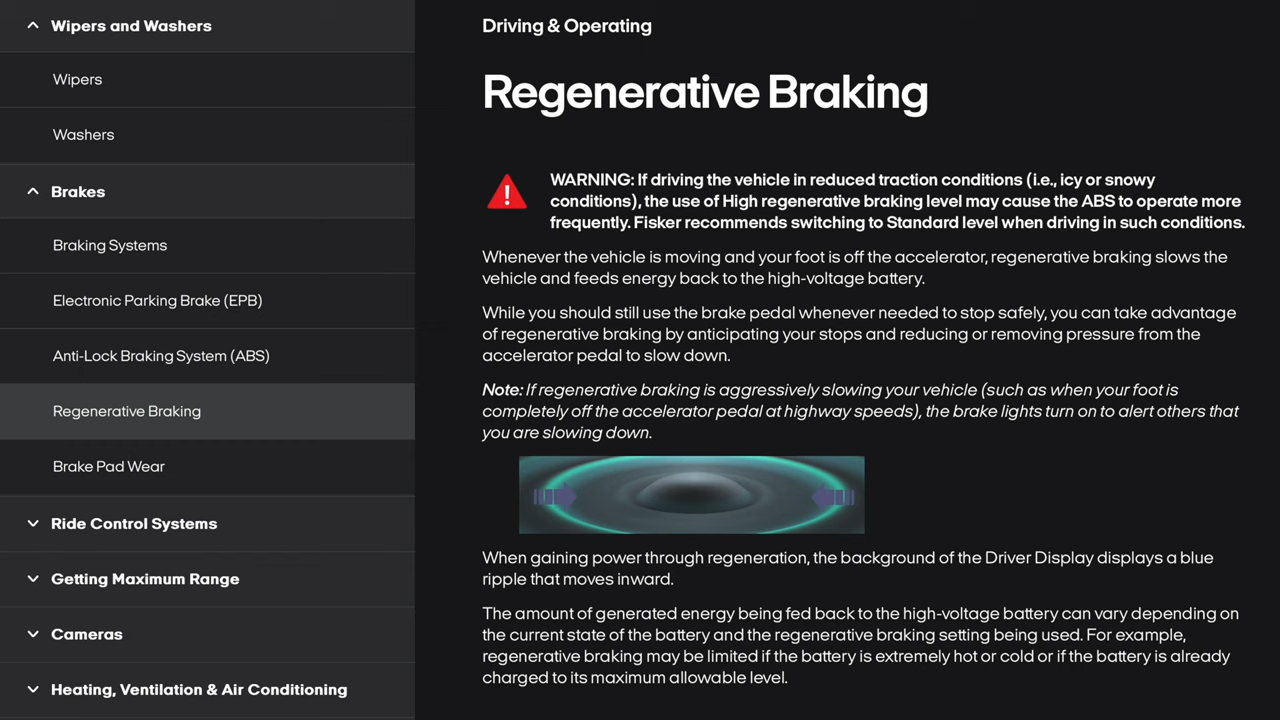 Wipers and Washers
Wipers
Washers
Brakes
Braking Systems
Electronic Parking Brake (EPB)
Anti-Lock Braking System (ABS)
Regenerative Braking
Brake Pad Wear
Ride Control Systems
Getting Maximum Range
Cameras
Heating, Ventilation & Air Conditioning
Driving & Operating
Regenerative Braking
WARNING: If driving the vehicle in reduced traction conditions (i.e., icy or snowy
conditions), the use of High regenerative braking level may cause the ABS to operate more
frequently. Fisker recommends switching to Standard level when driving in such conditions.
Whenever the vehicle is moving and your foot is off the accelerator, regenerative braking slows the
vehicle and feeds energy back to the high-voltage battery.
While you should still use the brake pedal whenever needed to stop safely, you can take advantage
of regenerative braking by anticipating your stops and reducing or removing pressure from the
accelerator pedal to slow down.
Note: If regenerative braking is aggressively slowing your vehicle (such as when your foot is
completely off the accelerator pedal at highway speeds), the brake lights turn on to alert others that
you are slowing down.
When gaining power through regeneration, the background of the Driver Display displays a blue
ripple that moves inward.
The amount of generated energy being fed back to the high-voltage battery can vary depending on
the current state of the battery and the regenerative braking setting being used. For example,
regenerative braking may be limited if the battery is extremely hot or cold or if the battery is already
charged to its maximum allowable level.